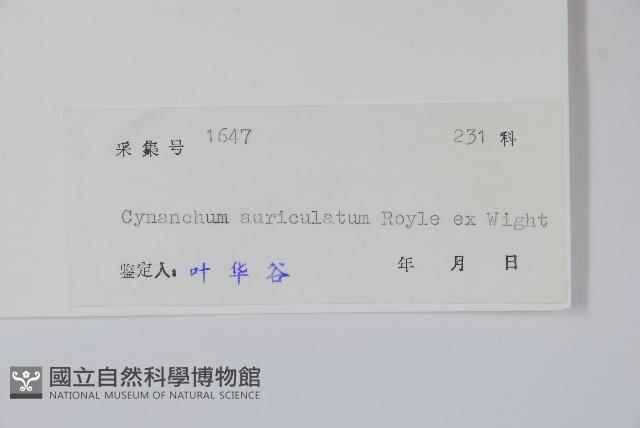 采集号 1647 231 科
Cynanchum auriculatum Royle ex Wight
鉴定人: 叶华谷 年 月 日
國立自然科學博物館
NATIONAL MUSEUM OF NATURAL SCIENCE